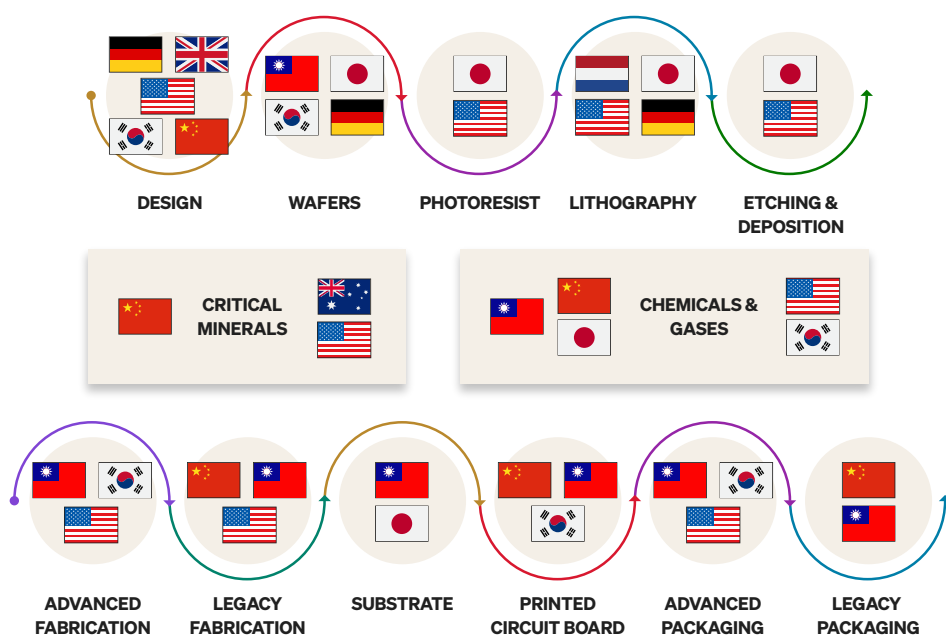 DESIGN
WAFERS
PHOTORESIST
LITHOGRAPHY
ETCHING &
DEPOSITION
CRITICAL
MINERALS
CHEMICALS &
GASES
ADVANCED
FABRICATION
LEGACY
FABRICATION
SUBSTRATE
PRINTED
CIRCUIT BOARD
ADVANCED
PACKAGING
LEGACY
PACKAGING